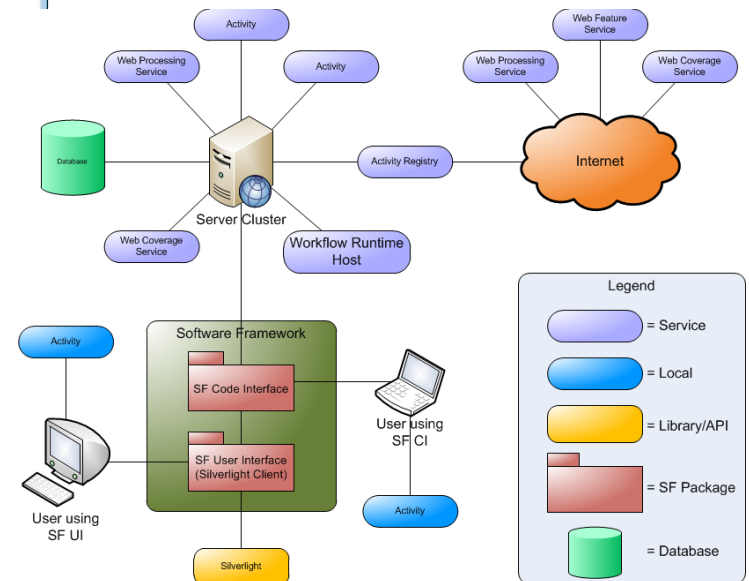 Activity
Web Processing
Service
Activity
Web Feature
Service
Web Processing
Service
Web Coverage
Service
Database
Activity Registry
Internet
Server Cluster
Web Coverage
Service
Workflow Runtime
Host
Legend
= Service
= Local
= Library/API
= SF Package
= Database
Software Framework
Activity
SF Code Interface
User using
SF CI
SF User Interface
(Silverlight Client)
User using
SF UI
Activity
Silverlight